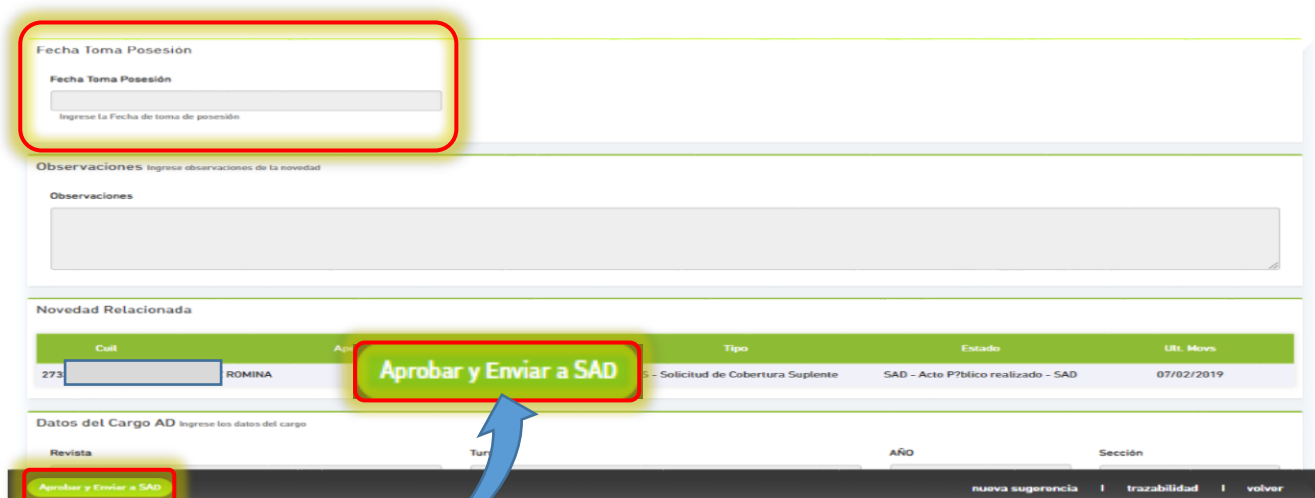 Fecha Toma Posesión
Fecha Toma Posesión
Ingrese la Fecha de toma de posesión
Observaciones Ingrese observaciones de la novedad
Observaciones
Novedad Relacionada
Cuil Tipo Estado Ult. Movs
273 ROMINA - Solicitud de Cobertura Suplente SAD - Acto P?blico realizado - SAD 07/02/2019
Aprobar y Enviar a SAD
Datos del Cargo AD Ingrese los datos del cargo
Revista AÑO Sección
Aprobar y Enviar a SAD nueva sugerencia | trazabilidad | volver